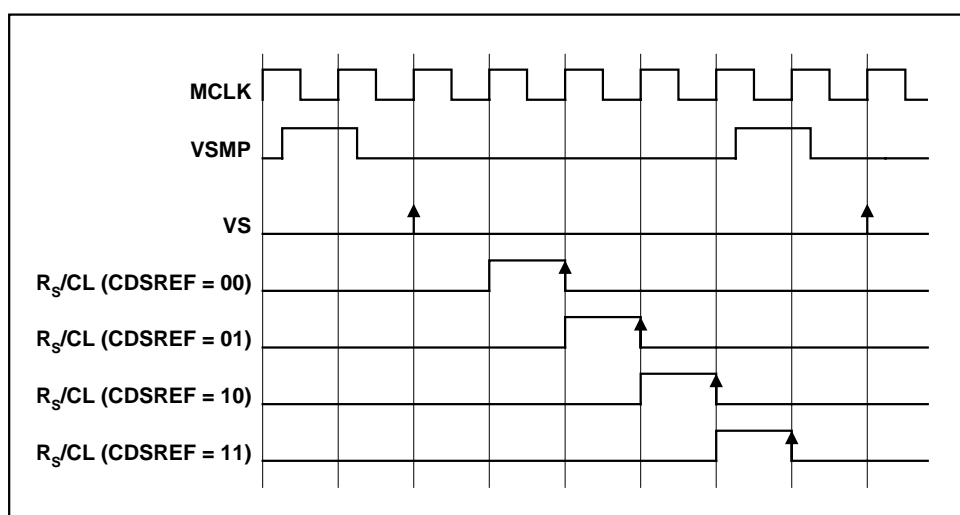 MCLK
VSMP
VS
RS/CL (CDSREF = 00)
RS/CL (CDSREF = 01)
RS/CL (CDSREF = 10)
RS/CL (CDSREF = 11)